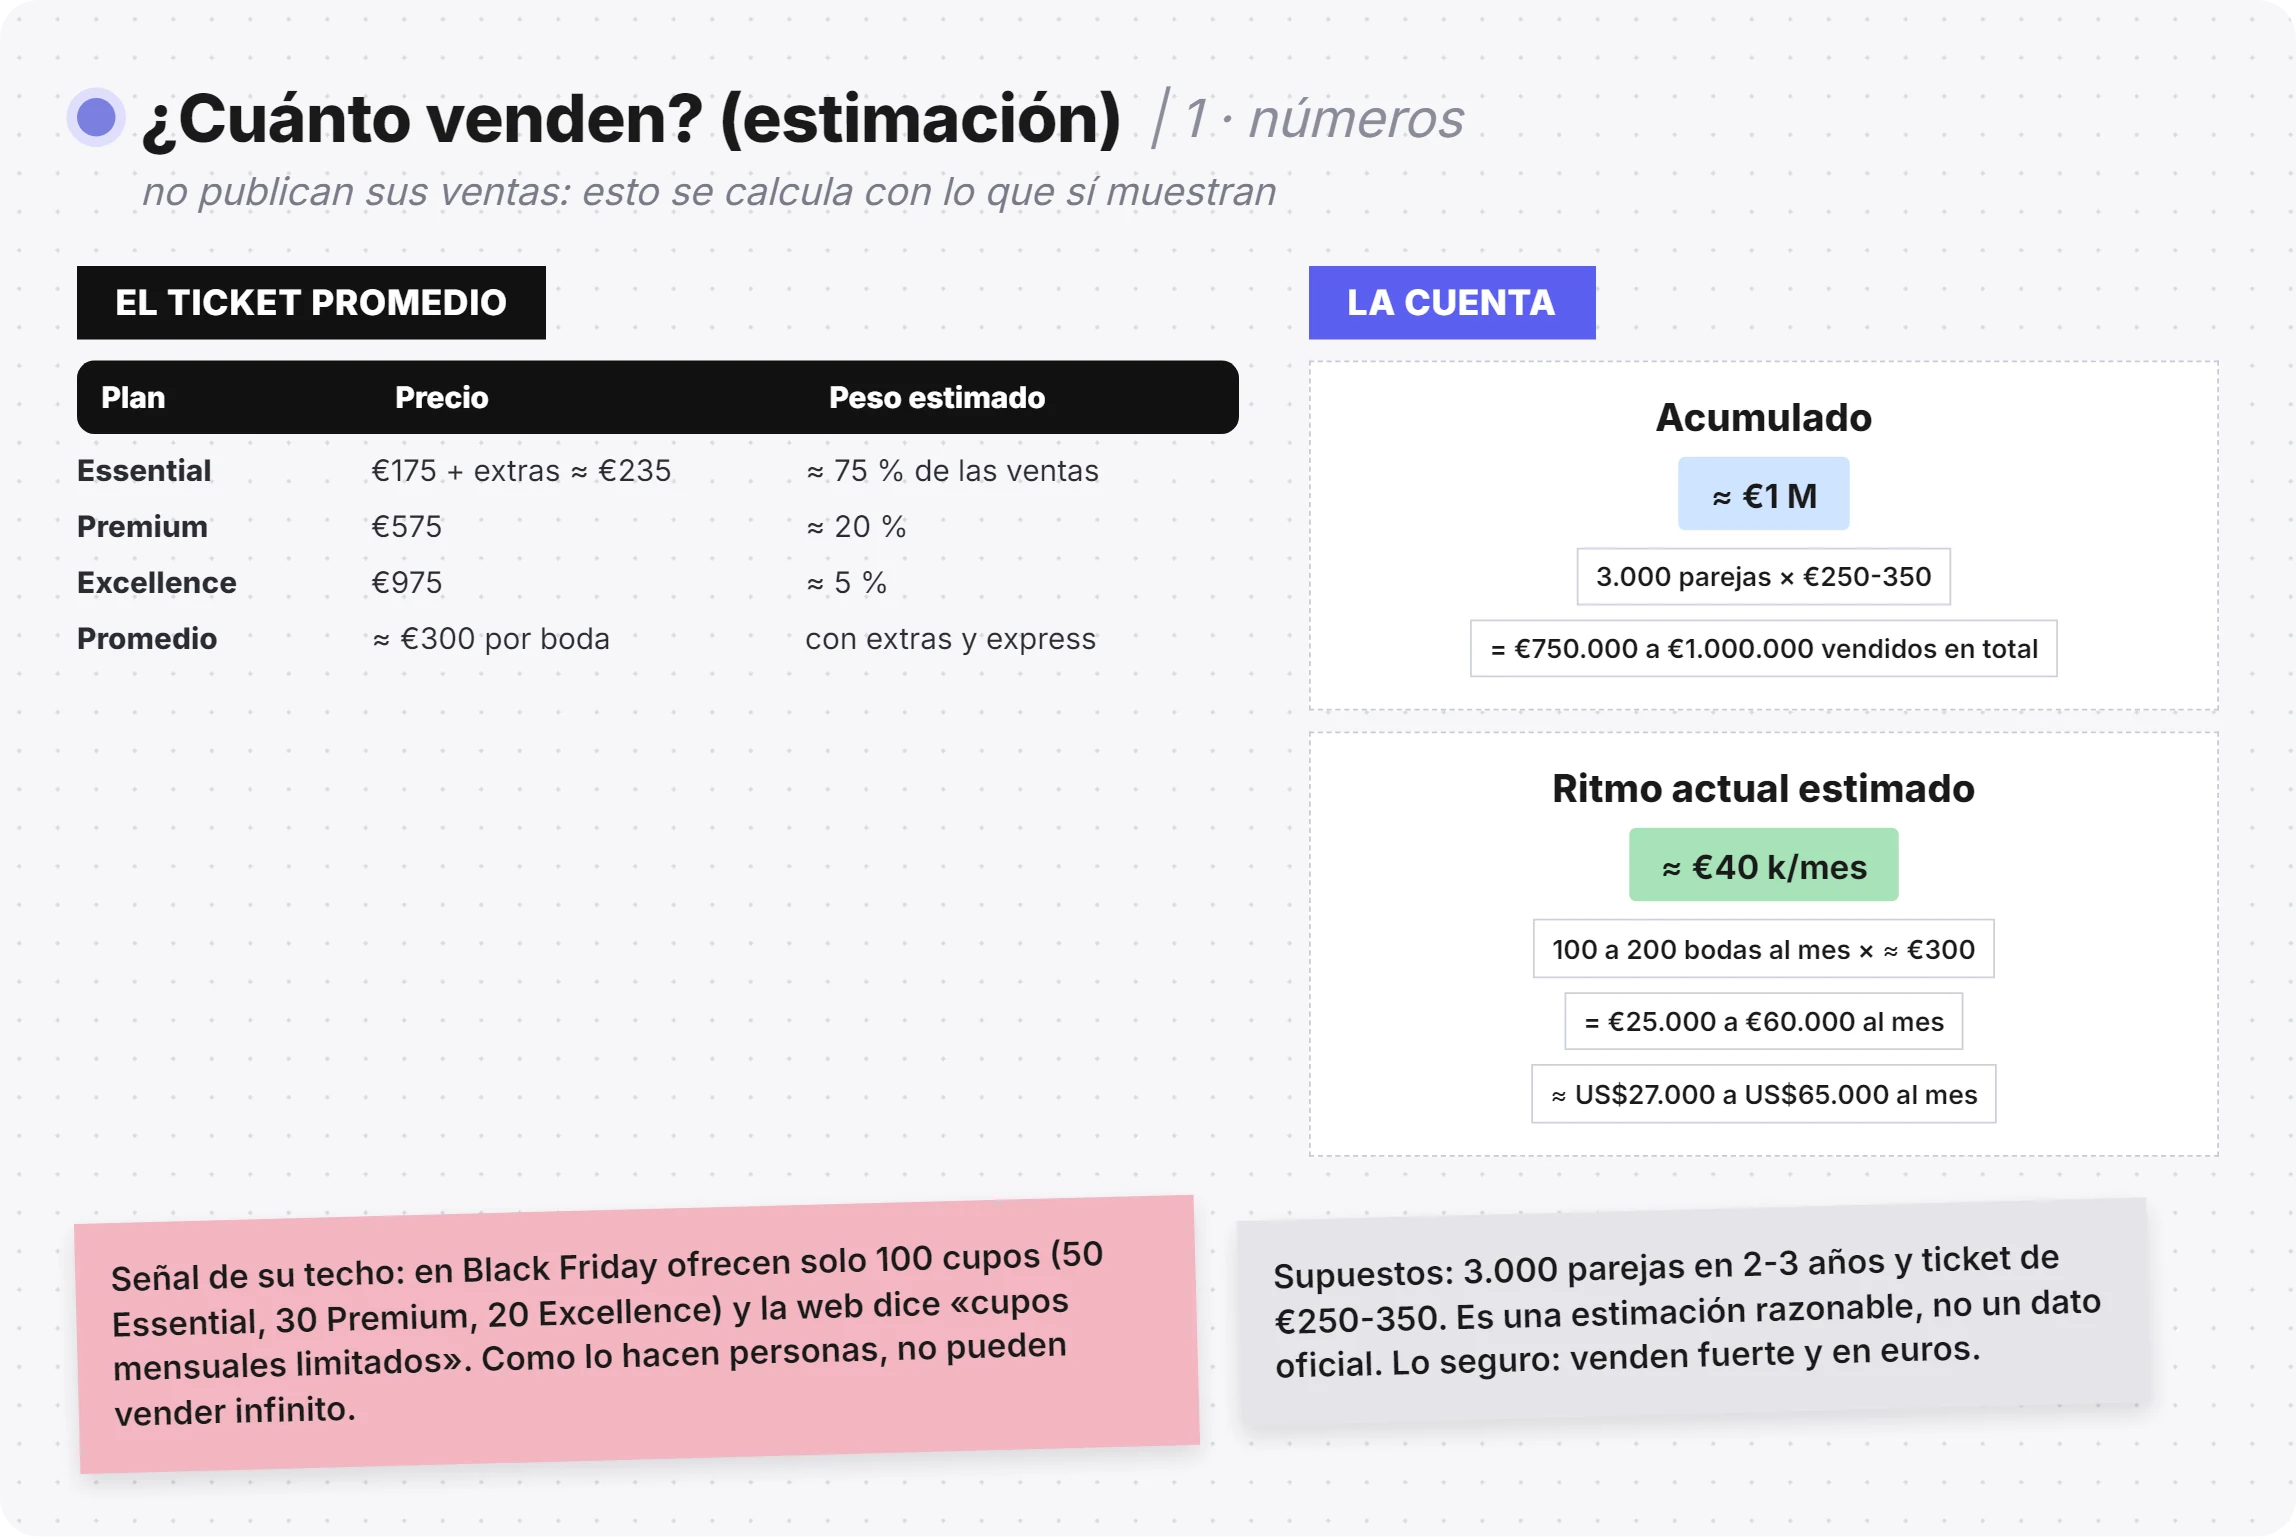 ¿Cuánto venden? (estimación) | 1 · números
no publican sus ventas: esto se calcula con lo que sí muestran
EL TICKET PROMEDIO
Plan Precio Peso estimado
Essential €175 + extras ≈ €235 ≈ 75 % de las ventas
Premium €575 ≈ 20 %
Excellence €975 ≈ 5 %
Promedio ≈ €300 por boda con extras y express
LA CUENTA
Acumulado
≈ €1 M
3.000 parejas × €250-350
= €750.000 a €1.000.000 vendidos en total
Ritmo actual estimado
≈ €40 k/mes
100 a 200 bodas al mes × ≈ €300
= €25.000 a €60.000 al mes
≈ US$27.000 a US$65.000 al mes
Señal de su techo: en Black Friday ofrecen solo 100 cupos (50
Essential, 30 Premium, 20 Excellence) y la web dice «cupos
mensuales limitados». Como lo hacen personas, no pueden
vender infinito.
Supuestos: 3.000 parejas en 2-3 años y ticket de
€250-350. Es una estimación razonable, no un dato
oficial. Lo seguro: venden fuerte y en euros.